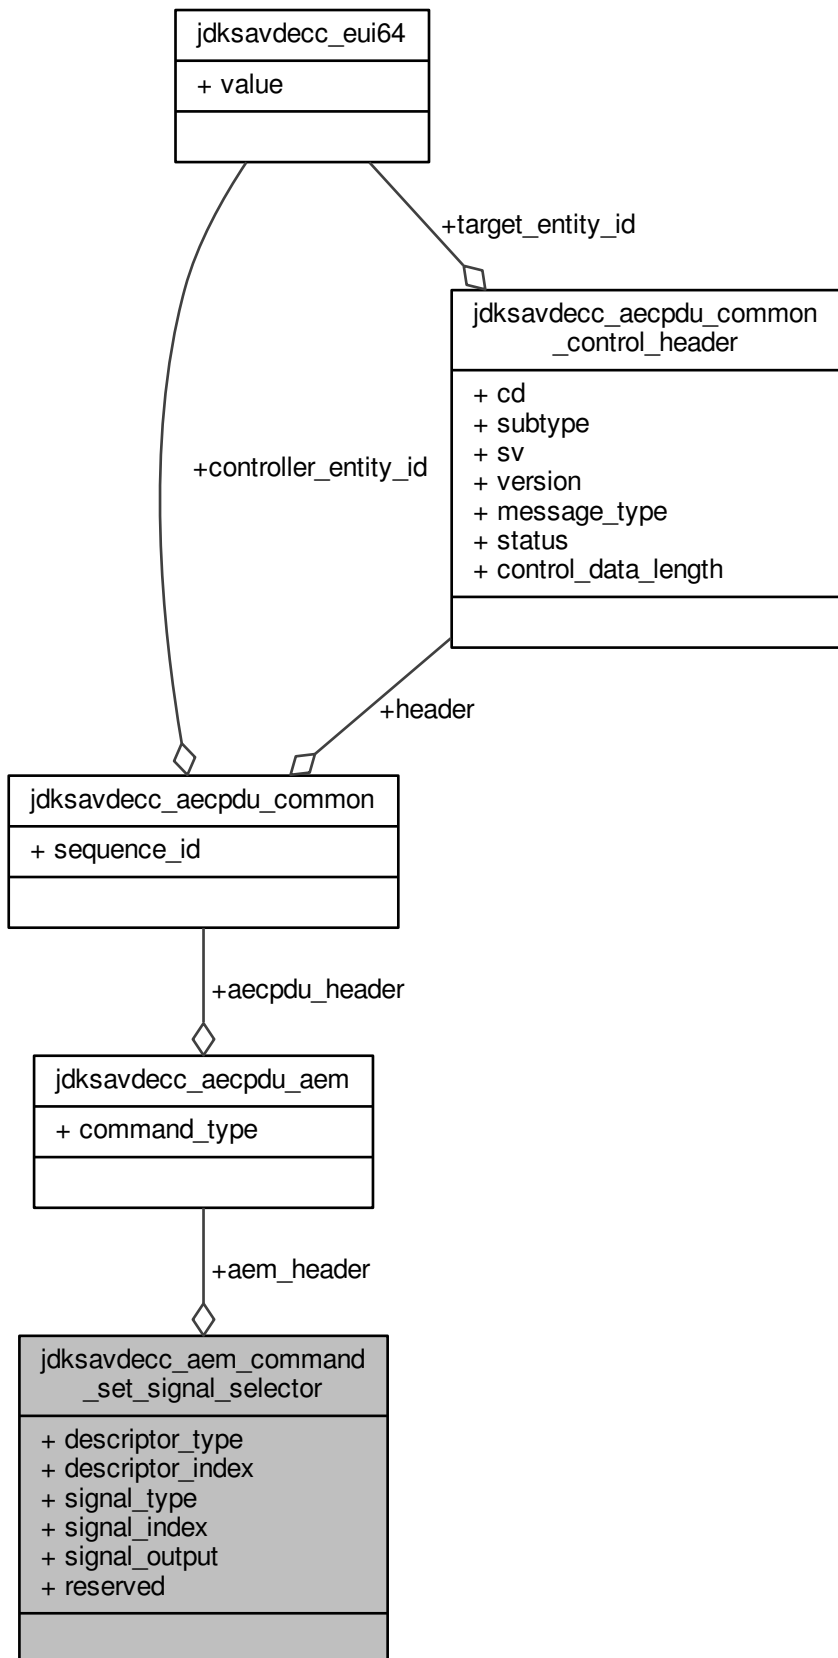 jdksavdecc_eui64
+ value
+target_entity_id
jdksavdecc_aecpdu_common
_control_header
+ cd
+ subtype
+ sv
+ version
+ message_type
+ status
+ control_data_length
+controller_entity_id
+header
jdksavdecc_aecpdu_common
+ sequence_id
+aecpdu_header
jdksavdecc_aecpdu_aem
+ command_type
+aem_header
jdksavdecc_aem_command
_set_signal_selector
+ descriptor_type
+ descriptor_index
+ signal_type
+ signal_index
+ signal_output
+ reserved